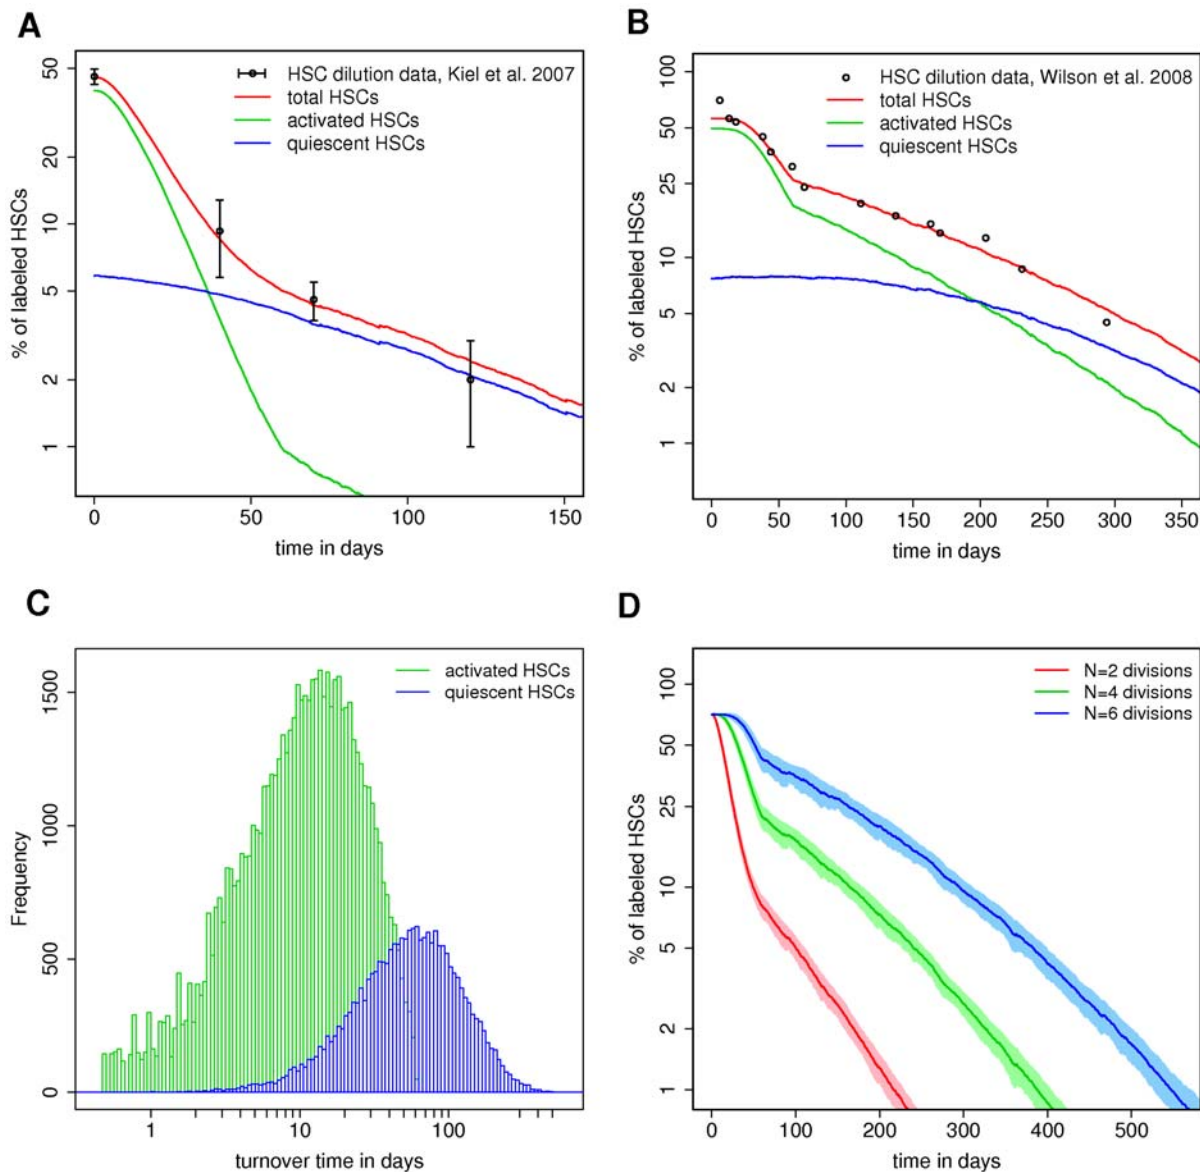 A
HSC dilution data, Kiel et al. 2007
total HSCs
activated HSCs
quiescent HSCs
% of labeled HSCs
50
20
10
5
2
1
0
50
100
150
time in days
B
HSC dilution data, Wilson et al. 2008
total HSCs
activated HSCs
quiescent HSCs
% of labeled HSCs
100
50
25
10
5
2
1
0
50
100
150
200
250
300
350
time in days
C
activated HSCs
quiescent HSCs
Frequency
1500
1000
500
0
1
10
100
turnover time in days
D
N=2 divisions
N=4 divisions
N=6 divisions
% of labeled HSCs
100
50
25
10
5
2
1
0
100
200
300
400
500
time in days